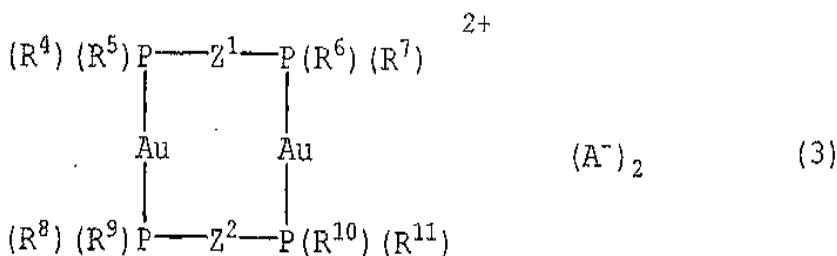 2+
(R⁴) (R⁵) P—Z¹—P (R⁶) (R⁷)
Au Au (A⁻)₂ (3)
(R⁸) (R⁹) P—Z²—P (R¹⁰) (R¹¹)